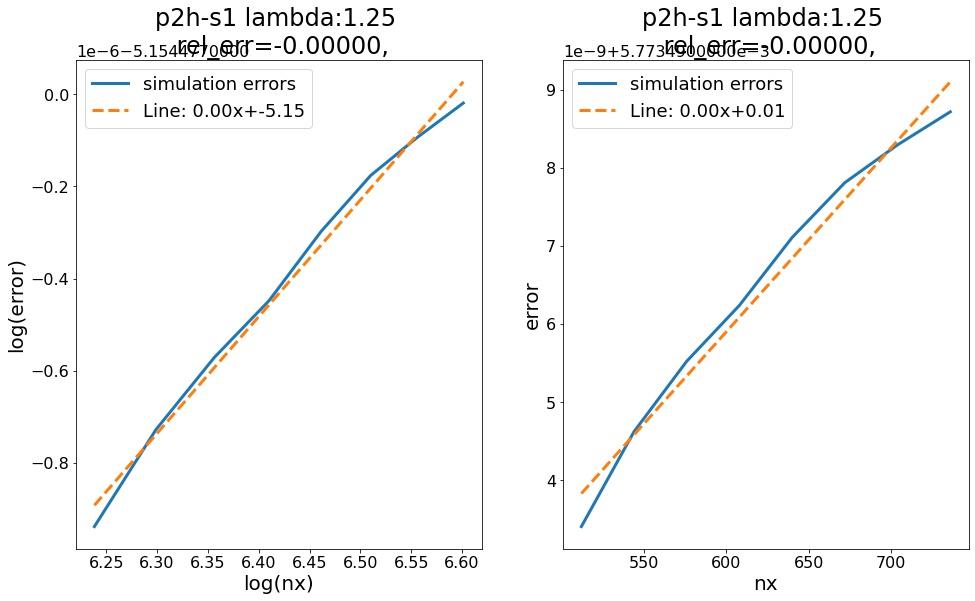 p2h-s1 lambda:1.25
rel_err=-0.00000,
1e−6−5.1544770000
simulation errors
Line: 0.00x+-5.15
0.0
−0.2
−0.4
−0.6
−0.8
log(error)
6.25 6.30 6.35 6.40 6.45 6.50 6.55 6.60
log(nx)
p2h-s1 lambda:1.25
rel_err=-0.00000,
1e−9+5.7734900000e−3
simulation errors
Line: 0.00x+0.01
9
8
7
6
5
4
error
550 600 650 700
nx